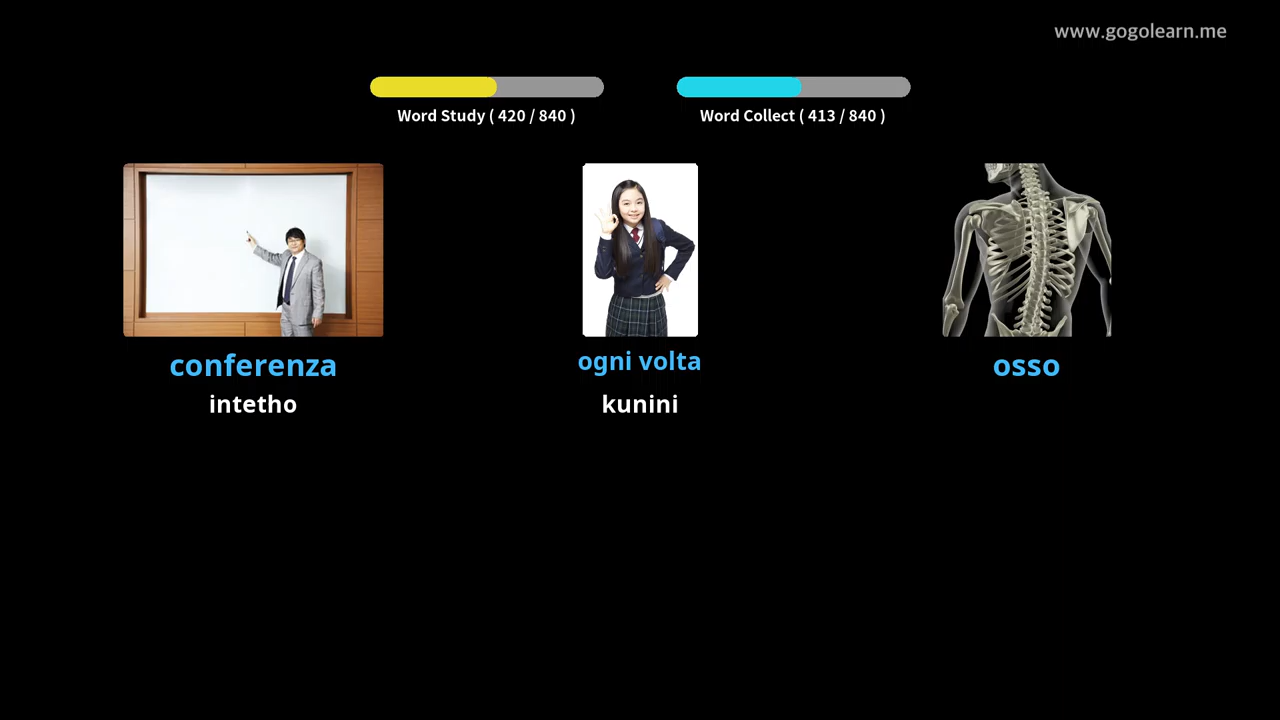 www.gogolearn.me
Word Study ( 420 / 840 )
Word Collect ( 413 / 840 )
conferenza
intetho
ogni volta
kunini
osso